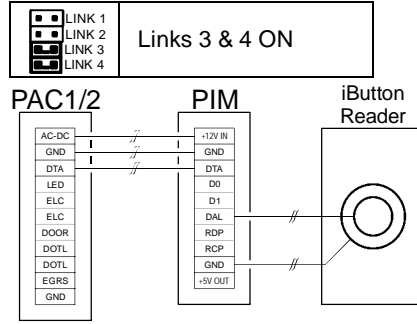 LINK 1
LINK 2
LINK 3
LINK 4
Links 3 & 4 ON
PAC1/2
PIM
iButton
Reader
AC-DC
GND
DTA
LED
ELC
ELC
DOOR
DOTL
DOTL
EGRS
GND
+12V IN
GND
DTA
D0
D1
DAL
RDP
RCP
GND
+5V OUT